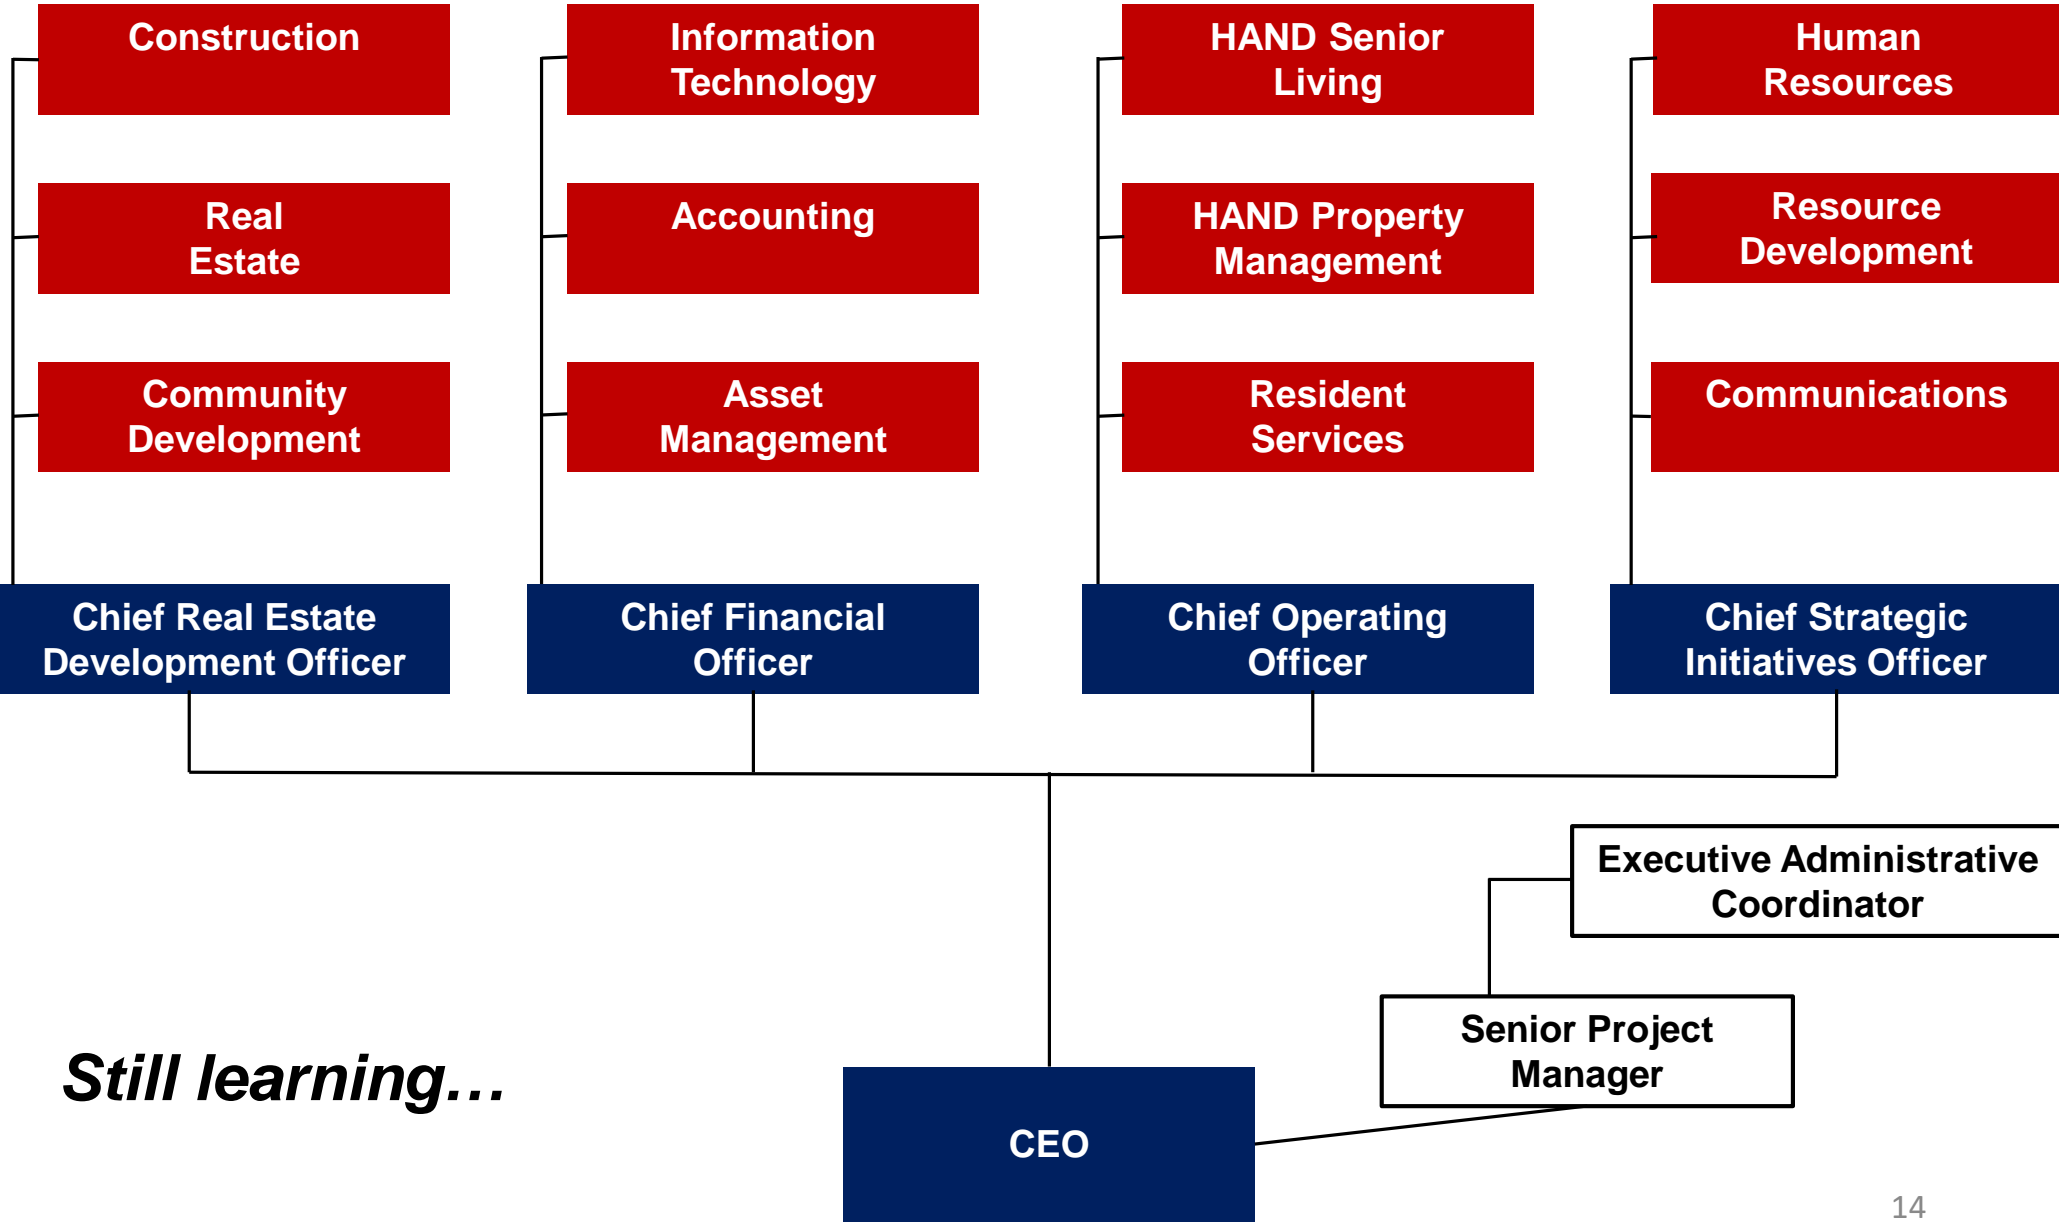 Construction
Information
Technology
HAND Senior
Living
Human
Resources
Real
Estate
Accounting
HAND Property
Management
Resource
Development
Community
Development
Asset
Management
Resident
Services
Communications
Chief Real Estate
Development Officer
Chief Financial
Officer
Chief Operating
Officer
Chief Strategic
Initiatives Officer
Executive Administrative
Coordinator
Senior Project
Manager
Still learning…
CEO
14